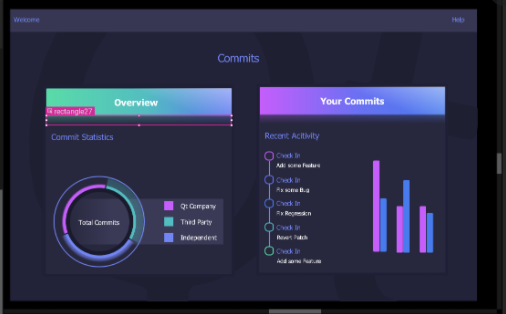 Welcome
Help
Commits
Overview
rectangle27
Commit Statistics
Total Commits
Qt Company
Third Party
Independent
Your Commits
Recent Acitivity
Check In
Add some Feature
Check In
Fix some Bug
Check In
Fix Regression
Check In
Revert Patch
Check In
Add some Feature